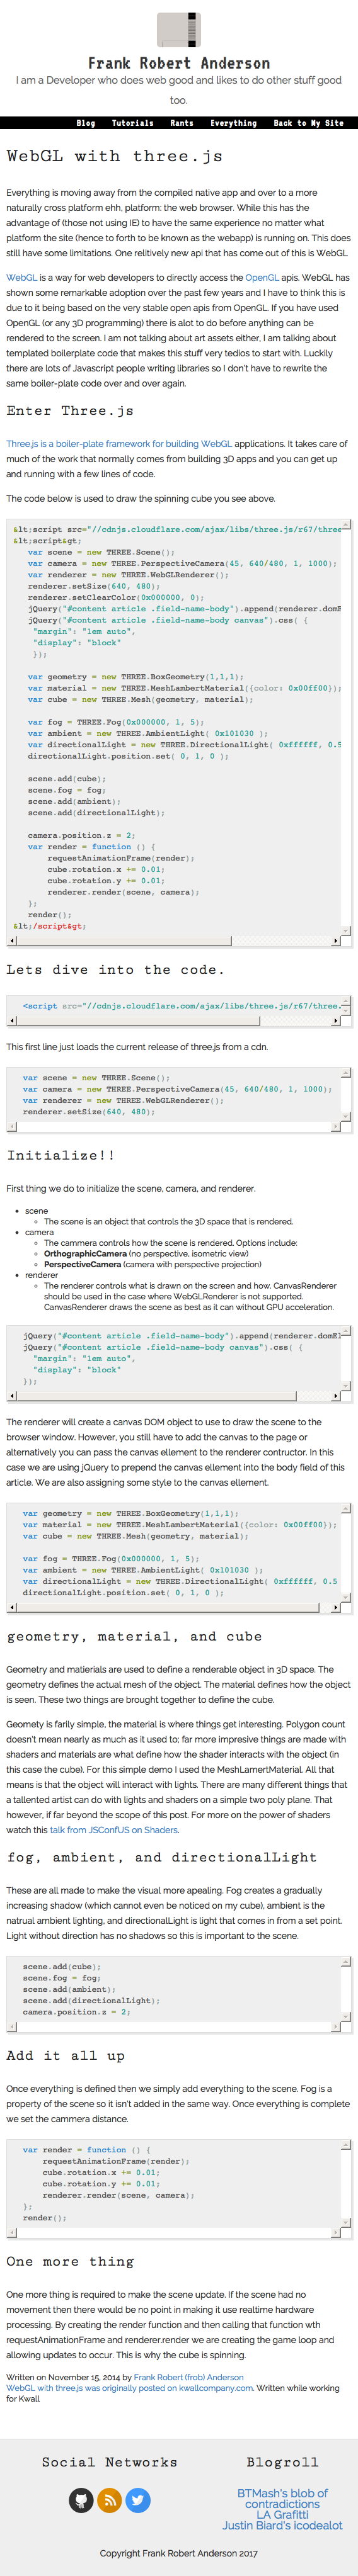 Frank Robert Anderson
I am a Developer who does web good and likes to do other stuff good
too.
Blog Tutorials Rants Everything Back to My Site
WebGL with three.js
Everything is moving away from the compiled native app and over to a more
naturally cross platform ehh, platform: the web browser. While this has the
advantage of (those not using IE) to have the same experience no matter what
platform the site (hence to forth to be known as the webapp) is running on. This does
still have some limitations. One relitively new api that has come out of this is WebGL
WebGL is a way for web developers to directly access the OpenGL apis. WebGL has
shown some remarkable adoption over the past few years and I have to think this is
due to it being based on the very stable open apis from OpenGL. If you have used
OpenGL (or any 3D programming) there is alot to do before anything can be
rendered to the screen. I am not talking about art assets either, I am talking about
templated boilerplate code that makes this stuff very tedios to start with. Luckily
there are lots of Javascript people writing libraries so I don't have to rewrite the
same boiler-plate code over and over again.
Enter Three.js
Three.js is a boiler-plate framework for building WebGL applications. It takes care of
much of the work that normally comes from building 3D apps and you can get up
and running with a few lines of code.
The code below is used to draw the spinning cube you see above.
&lt;script src="//cdnjs.cloudflare.com/ajax/libs/three.js/r67/three
&lt;script&gt;
var scene = new THREE.Scene();
var camera = new THREE.PerspectiveCamera(45, 640/480, 1, 1000);
var renderer = new THREE.WebGLRenderer();
renderer.setSize(640, 480);
renderer.setClearColor(0x000000, 0);
jQuery("#content article .field-name-body").append(renderer.domE
jQuery("#content article .field-name-body canvas").css( {
"margin": "1em auto",
"display": "block"
});
var geometry = new THREE.BoxGeometry(1,1,1);
var material = new THREE.MeshLambertMaterial({color: 0x00ff00});
var cube = new THREE.Mesh(geometry, material);
var fog = THREE.Fog(0x000000, 1, 5);
var ambient = new THREE.AmbientLight( 0x101030 );
var directionalLight = new THREE.DirectionalLight( 0xffffff, 0.5
directionalLight.position.set( 0, 1, 0 );
scene.add(cube);
scene.fog = fog;
scene.add(ambient);
scene.add(directionalLight);
camera.position.z = 2;
var render = function () {
requestAnimationFrame(render);
cube.rotation.x += 0.01;
cube.rotation.y += 0.01;
renderer.render(scene, camera);
};
render();
&lt;/script&gt;
Lets dive into the code.
<script src="//cdnjs.cloudflare.com/ajax/libs/three.js/r67/three.
This first line just loads the current release of three.js from a cdn.
var scene = new THREE.Scene();
var camera = new THREE.PerspectiveCamera(45, 640/480, 1, 1000);
var renderer = new THREE.WebGLRenderer();
renderer.setSize(640, 480);
Initialize!!
First thing we do to initialize the scene, camera, and renderer.
scene
The scene is an object that controls the 3D space that is rendered.
camera
The cammera controls how the scene is rendered. Options include:
OrthographicCamera (no perspective, isometric view)
PerspectiveCamera (camera with perspective projection)
renderer
The renderer controls what is drawn on the screen and how. CanvasRenderer
should be used in the case where WebGLRenderer is not supported.
CanvasRenderer draws the scene as best as it can without GPU acceleration.
jQuery("#content article .field-name-body").append(renderer.domEl
jQuery("#content article .field-name-body canvas").css( {
"margin": "1em auto",
"display": "block"
});
The renderer will create a canvas DOM object to use to draw the scene to the
browser window. However, you still have to add the canvas to the page or
alternatively you can pass the canvas ellement to the renderer contructor. In this
case we are using jQuery to prepend the canvas ellement into the body field of this
article. We are also assigning some style to the canvas ellement.
var geometry = new THREE.BoxGeometry(1,1,1);
var material = new THREE.MeshLambertMaterial({color: 0x00ff00});
var cube = new THREE.Mesh(geometry, material);
var fog = THREE.Fog(0x000000, 1, 5);
var ambient = new THREE.AmbientLight( 0x101030 );
var directionalLight = new THREE.DirectionalLight( 0xffffff, 0.5
directionalLight.position.set( 0, 1, 0 );
geometry, material, and cube
Geometry and matierials are used to define a renderable object in 3D space. The
geometry defines the actual mesh of the object. The material defines how the object
is seen. These two things are brought together to define the cube.
Geomety is farily simple, the material is where things get interesting. Polygon count
doesn't mean nearly as much as it used to; far more impresive things are made with
shaders and materials are what define how the shader interacts with the object (in
this case the cube). For this simple demo I used the MeshLamertMaterial. All that
means is that the object will interact with lights. There are many different things that
a tallented artist can do with lights and shaders on a simple two poly plane. That
however, if far beyond the scope of this post. For more on the power of shaders
watch this talk from JSConfUS on Shaders.
fog, ambient, and directionalLight
These are all made to make the visual more apealing. Fog creates a gradually
increasing shadow (which cannot even be noticed on my cube), ambient is the
natrual ambient lighting, and directionalLight is light that comes in from a set point.
Light without direction has no shadows so this is important to the scene.
scene.add(cube);
scene.fog = fog;
scene.add(ambient);
scene.add(directionalLight);
camera.position.z = 2;
Add it all up
Once everything is defined then we simply add everything to the scene. Fog is a
property of the scene so it isn't added in the same way. Once everything is complete
we set the cammera distance.
var render = function () {
requestAnimationFrame(render);
cube.rotation.x += 0.01;
cube.rotation.y += 0.01;
renderer.render(scene, camera);
};
render();
One more thing
One more thing is required to make the scene update. If the scene had no
movement then there would be no point in making it use realtime hardware
processing. By creating the render function and then calling that function wth
requestAnimationFrame and renderer.render we are creating the game loop and
allowing updates to occur. This is why the cube is spinning.
Written on November 15, 2014 by Frank Robert (frob) Anderson
WebGL with three.js was originally posted on kwallcompany.com. Written while working
for Kwall
Social Networks
Blogroll
BTMash's blob of
contradictions
LA Grafitti
Justin Biard's icodealot
Copyright Frank Robert Anderson 2017